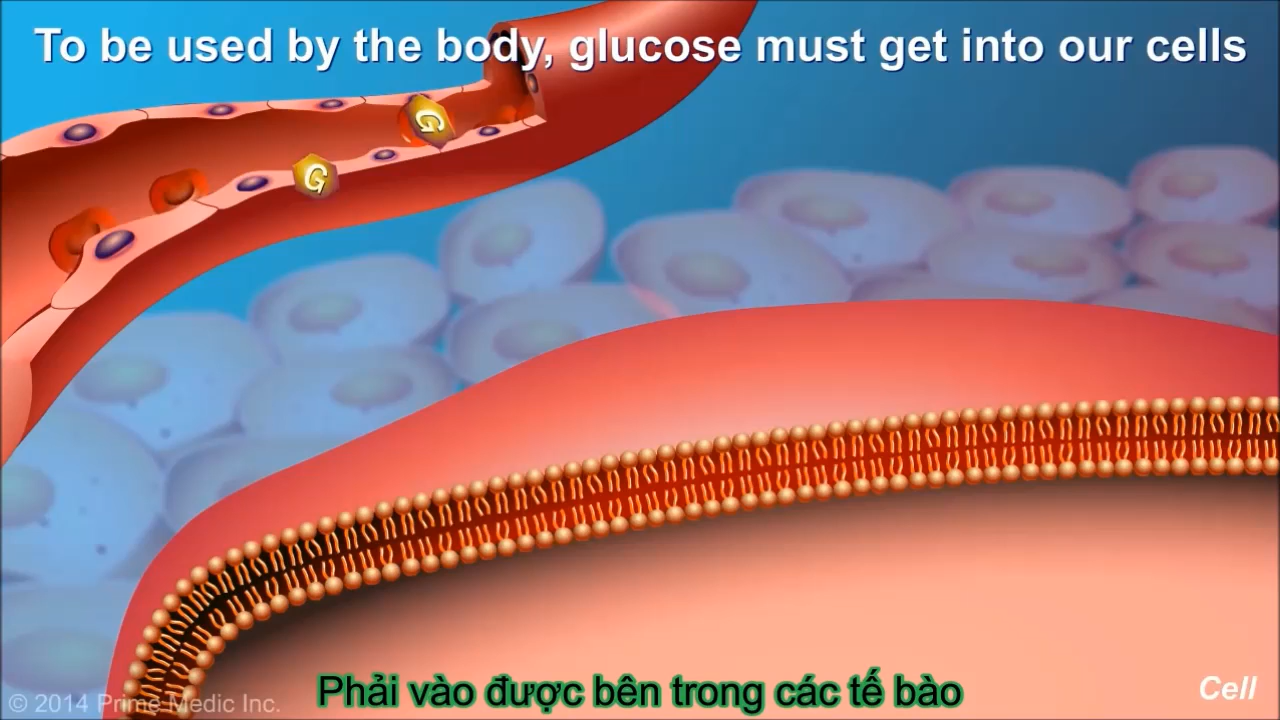 To be used by the body, glucose must get into our cells
G
G
Phải vào được bên trong các tế bào
Cell
© 2014 Prime Medic Inc.